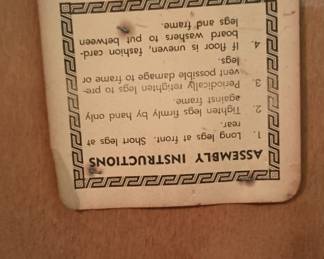 ASSEMBLY INSTRUCTIONS
1. Long legs at front. Short legs at
rear.
2. Tighten legs firmly by hand only
against frame.
3. Periodically retighten legs to pre-
vent possible damage to frame or
legs.
4. If floor is uneven, fashion card-
board washers to put between
legs and frame.